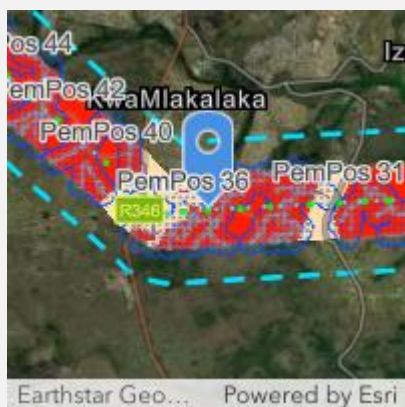 Pos 44
Iz
PemPos 42
KwaMlakalaka
PemPos 40
PemPos 36
PemPos 31
R346
Earthstar Geo... Powered by Esri